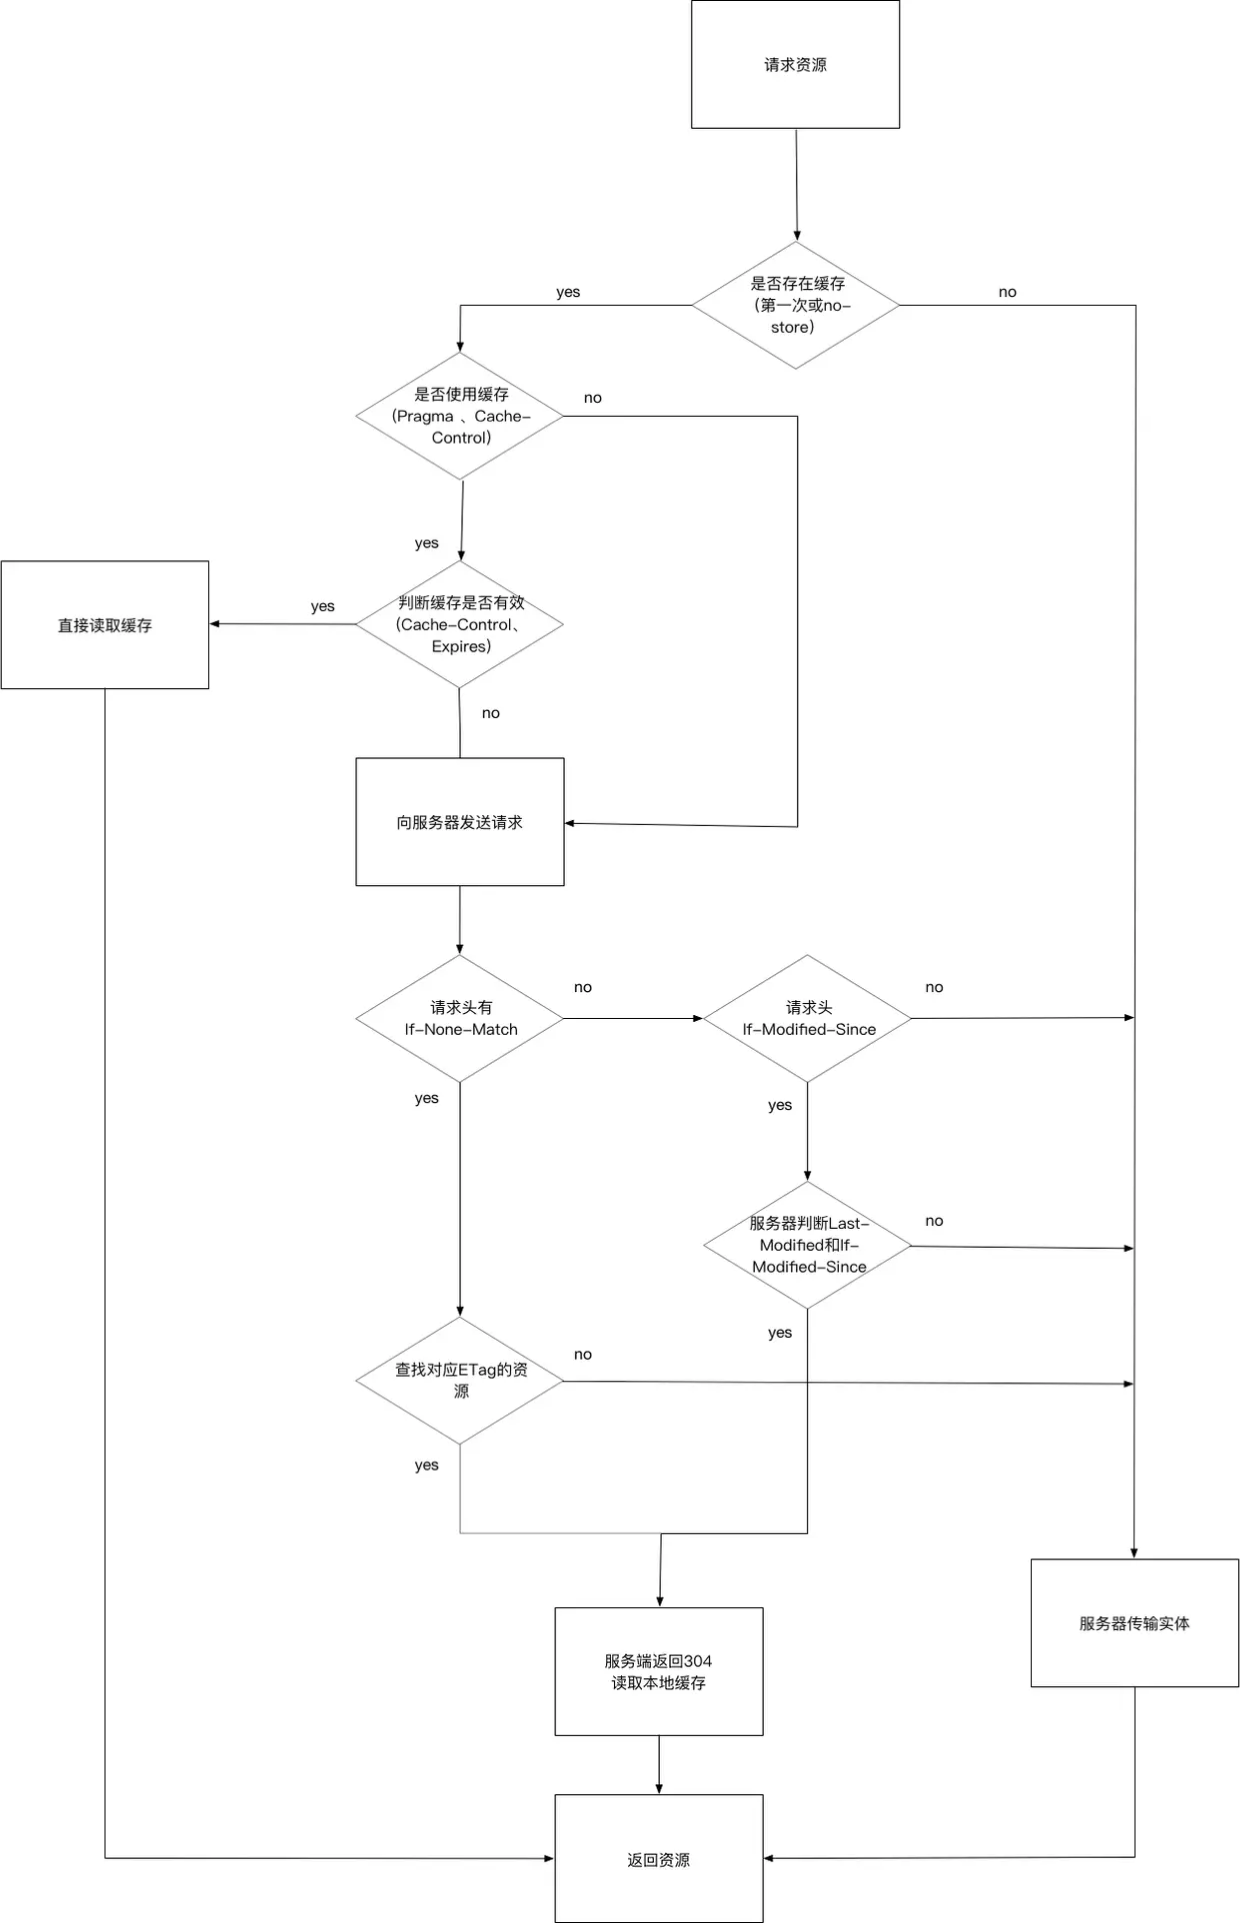 请求资源
是否存在缓存
（第一次或no-
store）
yes
no
是否使用缓存
（Pragma 、Cache-
Control）
no
yes
判断缓存是否有效
（Cache-Control、
Expires）
yes
直接读取缓存
no
向服务器发送请求
请求头有
If-None-Match
no
请求头
If-Modified-Since
no
yes
yes
服务器判断Last-
Modified和If-
Modified-Since
no
yes
查找对应ETag的资
源
no
yes
服务器传输实体
服务端返回304
读取本地缓存
返回资源